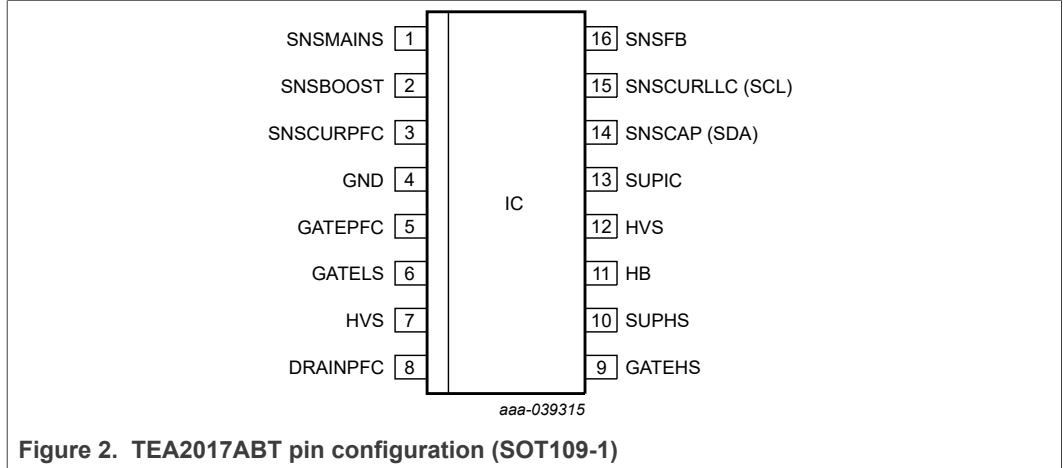 SNSMAINS 1 16 SNSFB
SNSBOOST 2 15 SNSCURLLC (SCL)
SNSCURPFC 3 14 SNSCAP (SDA)
GND 4 13 SUPIC
IC
GATEPFC 5 12 HVS
GATELS 6 11 HB
HVS 7 10 SUPHS
DRAINPFC 8 9 GATEHS
aaa-039315
Figure 2. TEA2017ABT pin configuration (SOT109-1)